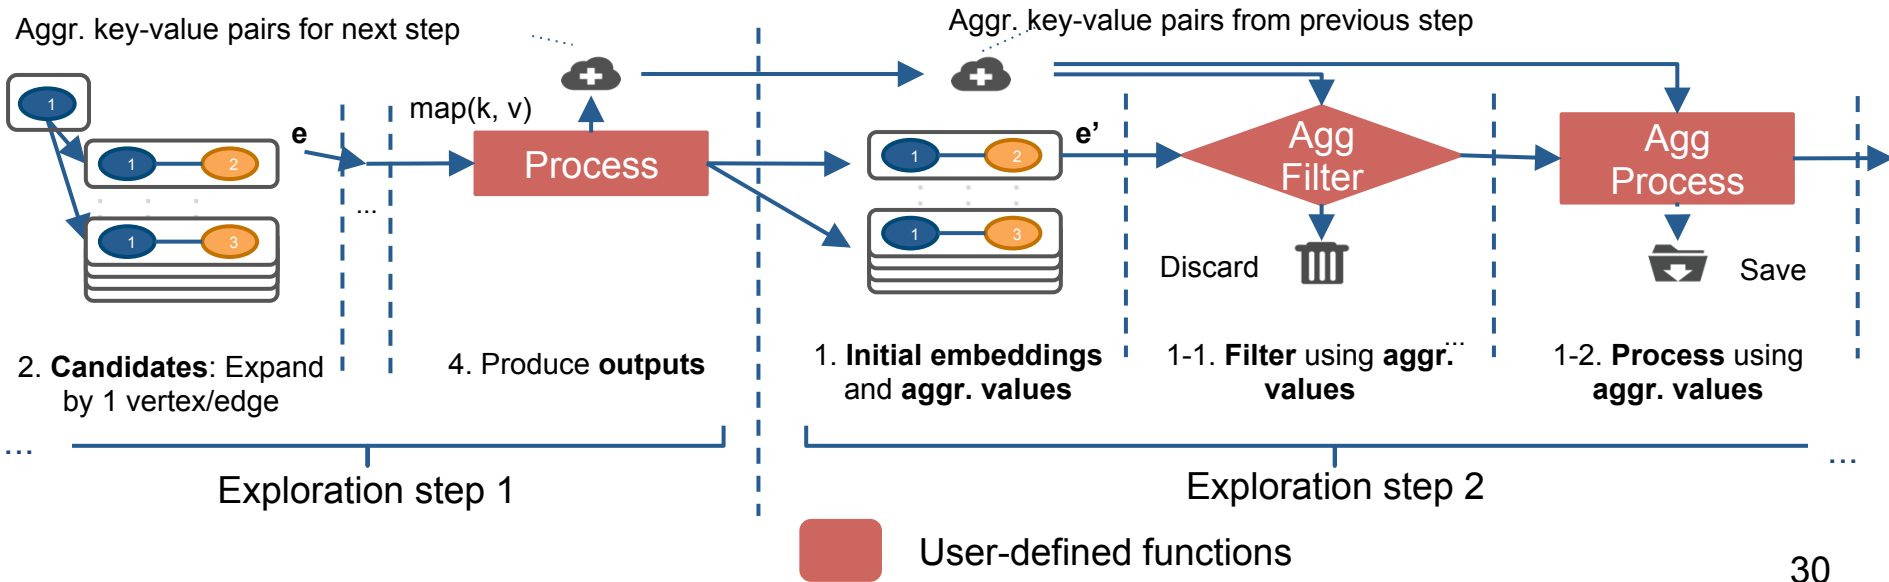 Aggr. key-value pairs for next step
Aggr. key-value pairs from previous step
1
map(k, v)
e
1 2
...
Process
1 2
e’
Agg
Filter
Agg
Process
1 3
1 3
Discard
Save
2. Candidates: Expand
by 1 vertex/edge
4. Produce outputs
1. Initial embeddings
and aggr. values
1-1. Filter using aggr.
values
...
1-2. Process using
aggr. values
...
Exploration step 1
Exploration step 2
...
User-defined functions
30